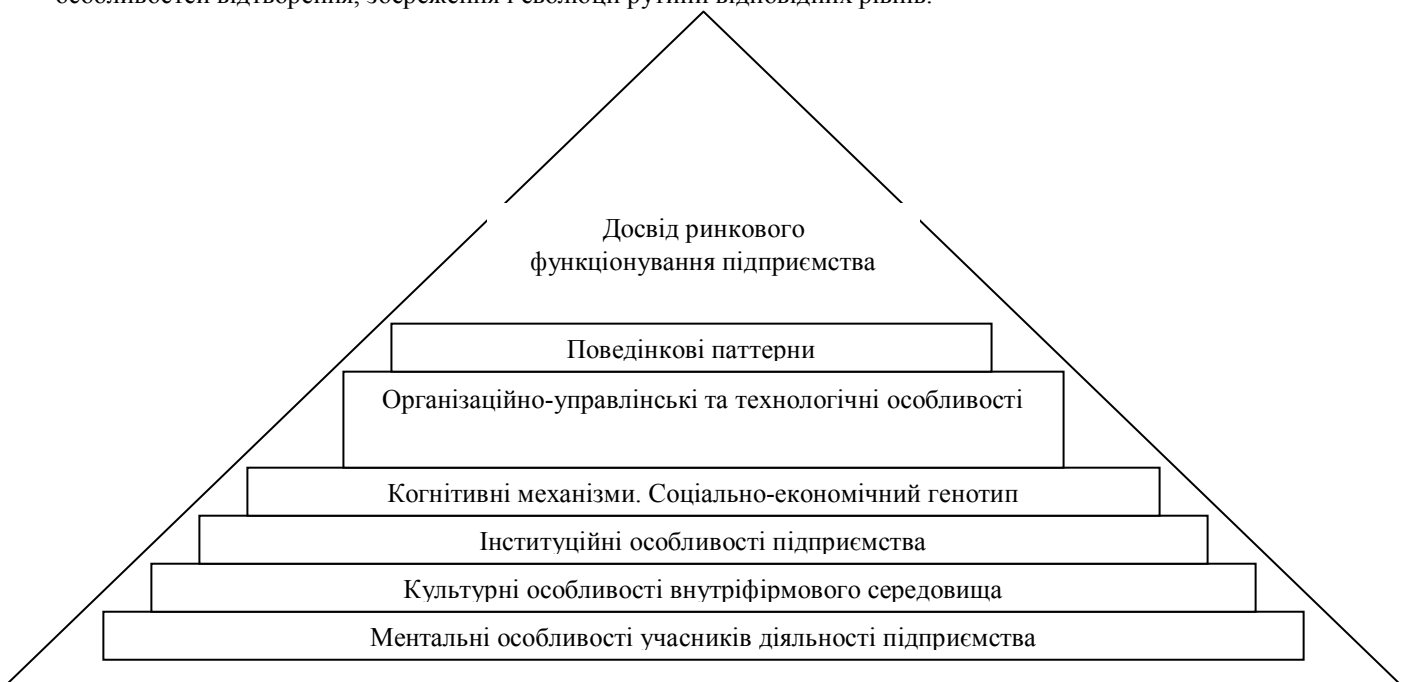 особливостей відтворення, збереження і еволюції рутини відповідних рівнів.
Досвід ринкового
функціонування підприємства
Поведінкові паттерни
Організаційно-управлінські та технологічні особливості
Когнітивні механізми. Соціально-економічний генотип
Інституційні особливості підприємства
Культурні особливості внутріфірмового середовища
Ментальні особливості учасників діяльності підприємства